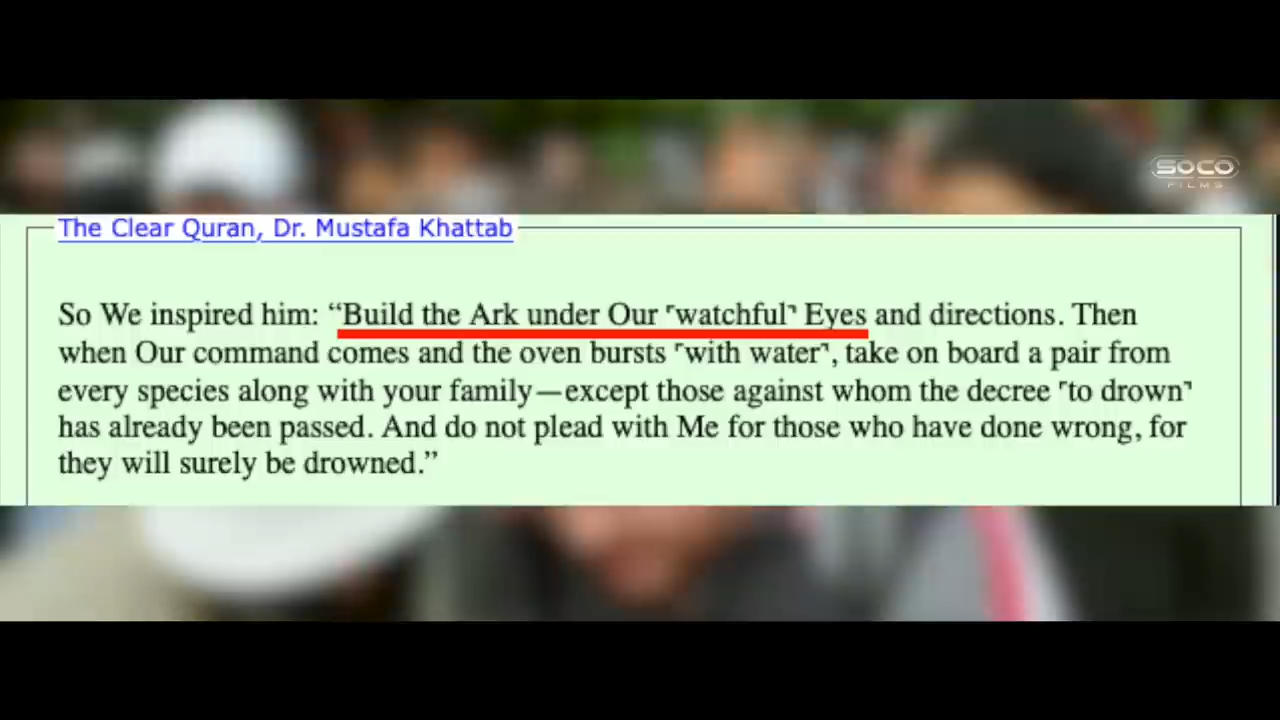 SOCO
FILMS
The Clear Quran, Dr. Mustafa Khattab
So We inspired him: “Build the Ark under Our ˹watchful˺ Eyes and directions. Then
when Our command comes and the oven bursts ˹with water˺, take on board a pair from
every species along with your family—except those against whom the decree ˹to drown˺
has already been passed. And do not plead with Me for those who have done wrong, for
they will surely be drowned.”